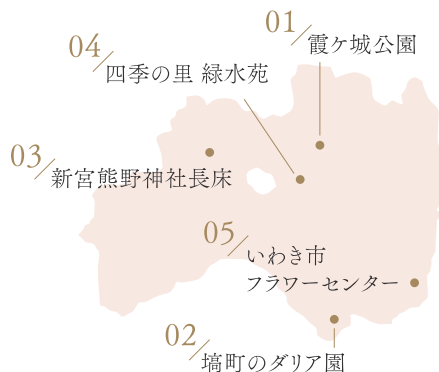 01
霞ケ城公園
04
四季の里 緑水苑
03
新宮熊野神社長床
05
いわき市
フラワーセンター
02
塙町のダリア園